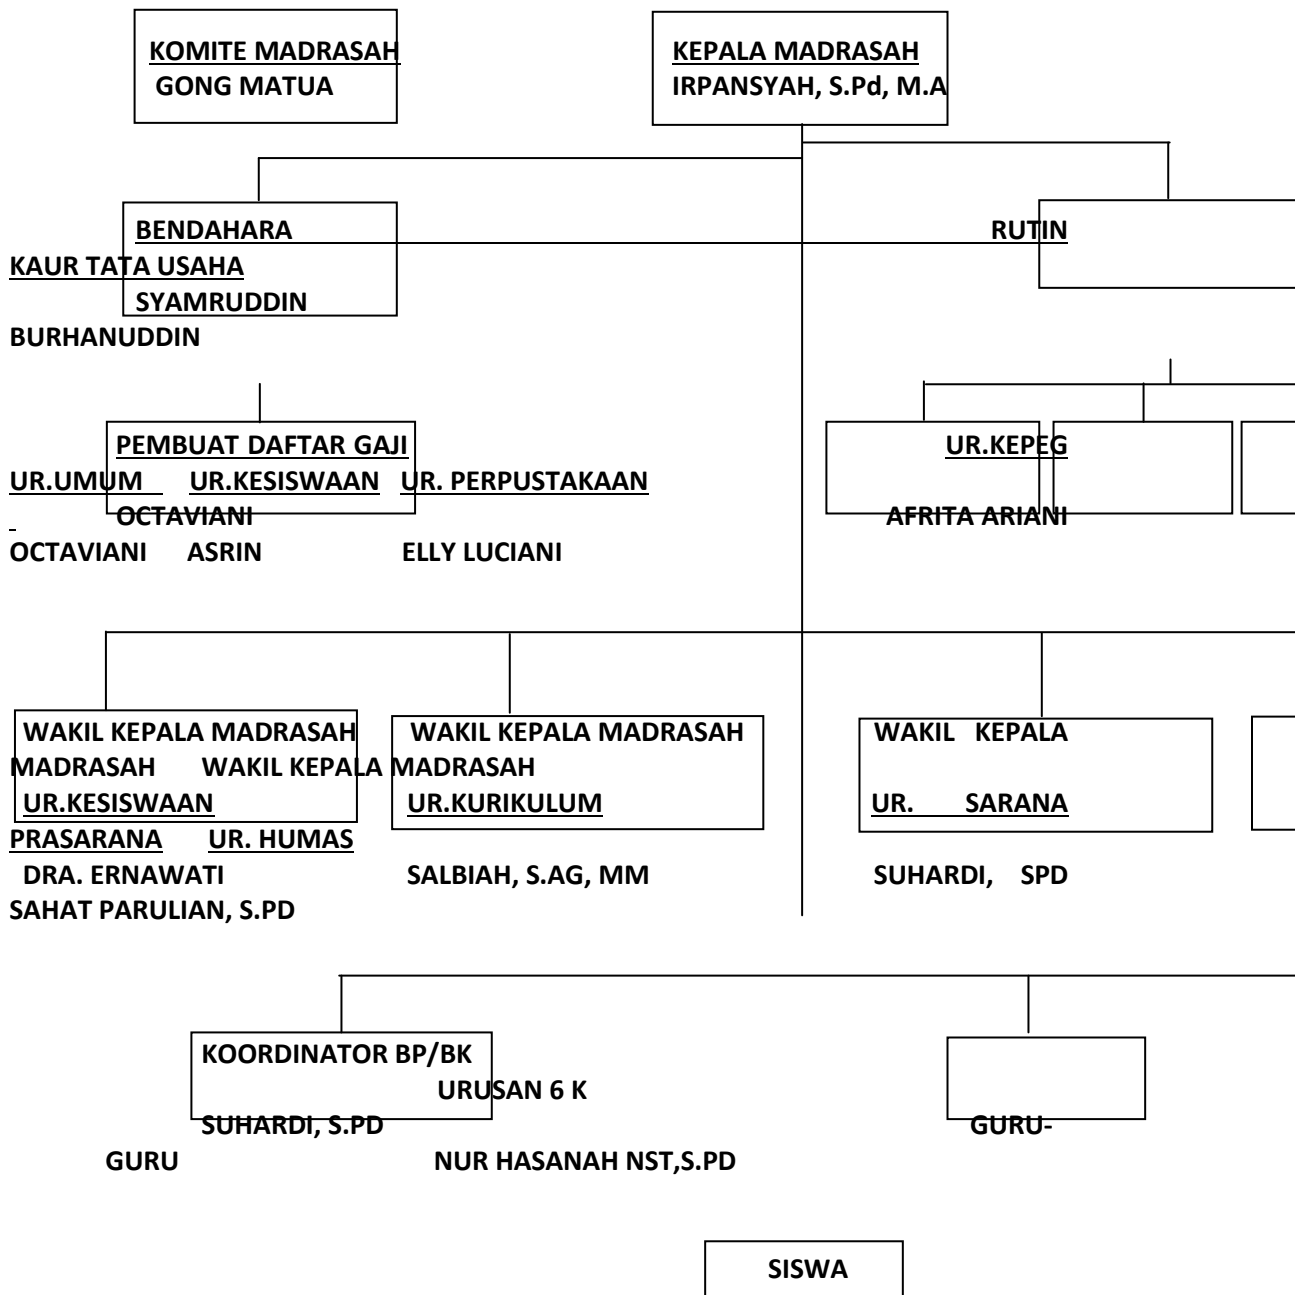 KOMITE MADRASAH KEPALA MADRASAH
GONG MATUA IRPANSYAH, S.Pd, M.A
BENDAHARA RUTIN
KAUR TATA USAHA
SYAMRUDDIN
BURHANUDDIN
PEMBUAT DAFTAR GAJI UR.KEPEG
UR.UMUM UR.KESISWAAN UR. PERPUSTAKAAN
OCTAVIANI AFRITA ARIANI
OCTAVIANI ASRIN ELLY LUCIANI
WAKIL KEPALA MADRASAH WAKIL KEPALA MADRASAH WAKIL KEPALA
MADRASAH WAKIL KEPALA MADRASAH
UR.KESISWAAN UR.KURIKULUM UR. SARANA
PRASARANA UR. HUMAS
DRA. ERNAWATI SALBIAH, S.AG, MM SUHARDI, SPD
SAHAT PARULIAN, S.PD
KOORDINATOR BP/BK
URUSAN 6 K
SUHARDI, S.PD GURU-
GURU NUR HASANAH NST,S.PD
SISWA